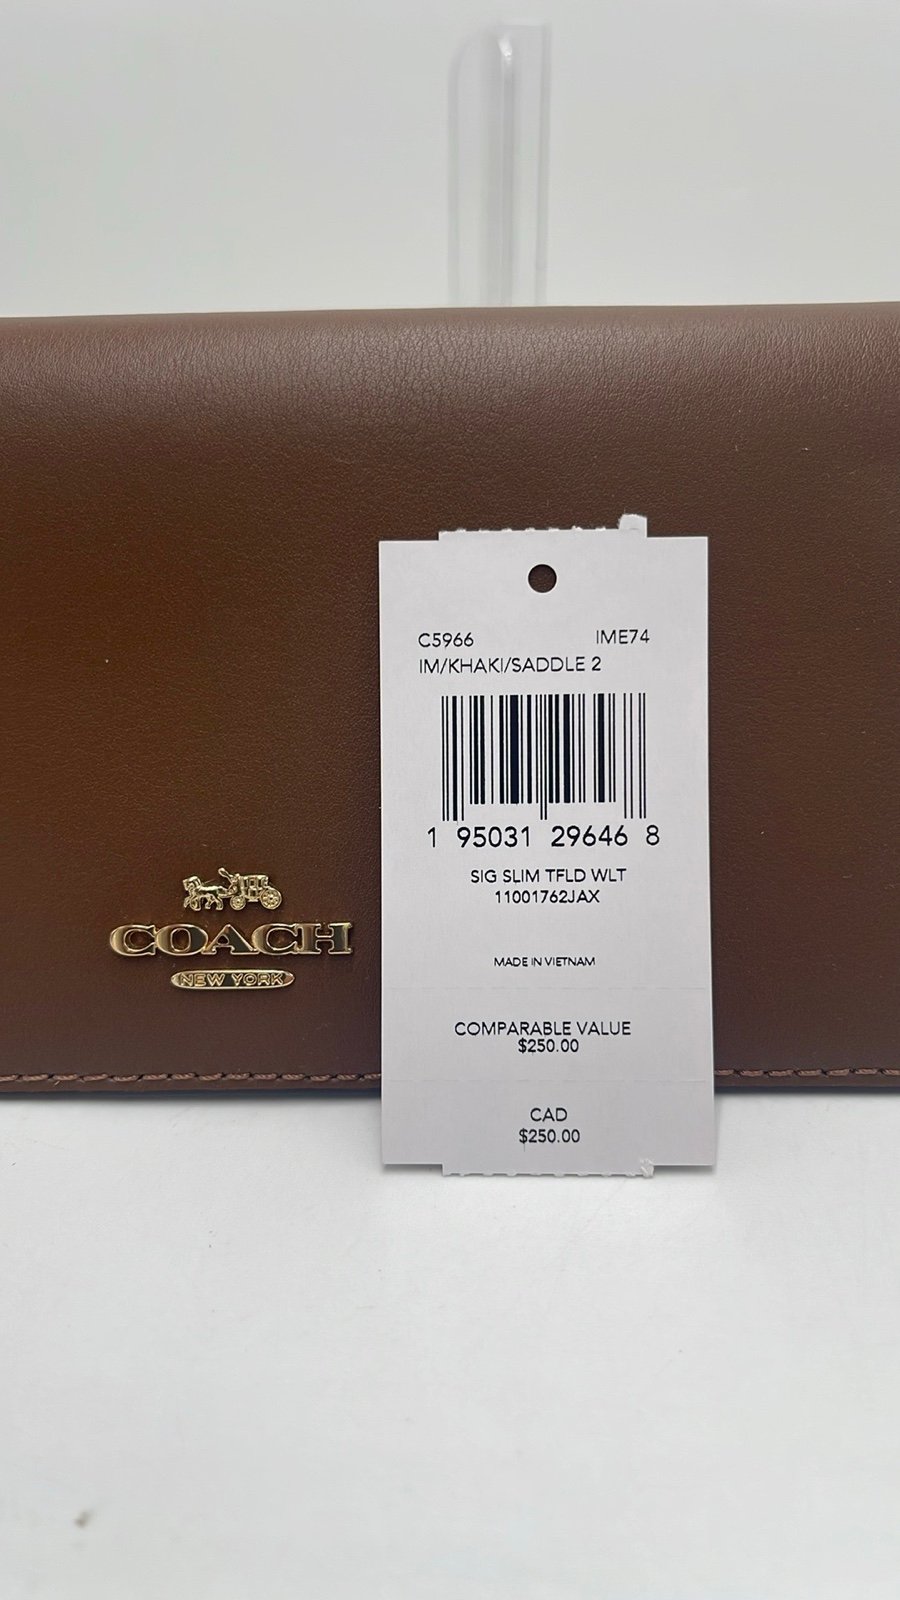 C5966 IME74
IM/KHAKI/SADDLE 2
1 95031 29646 8
SIG SLIM TFLD WLT
11001762JAX
MADE IN VIETNAM
COMPARABLE VALUE
$250.00
CAD
$250.00
COACH
NEW YORK